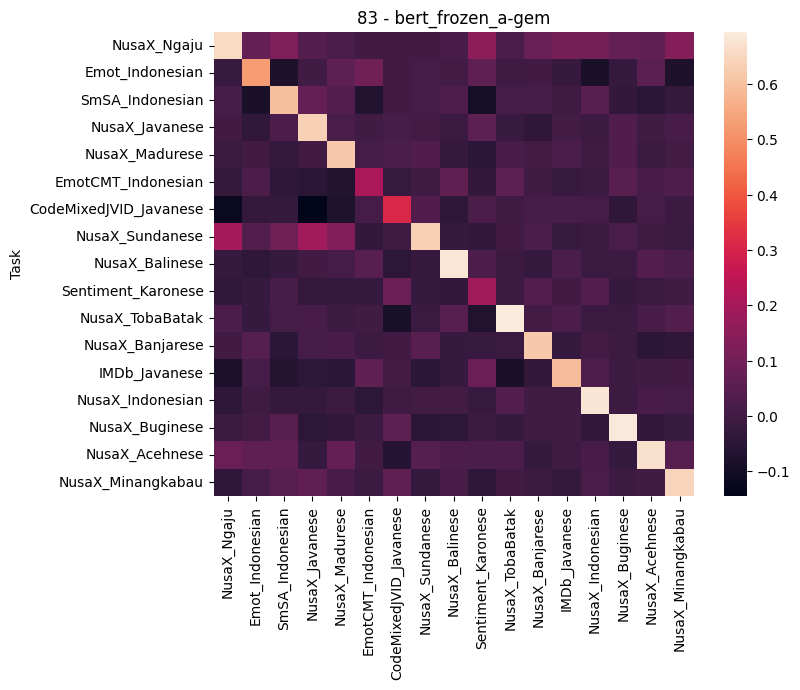 83 - bert_frozen_a-gem
Task
NusaX_Ngaju
Emot_Indonesian
SmSA_Indonesian
NusaX_Javanese
NusaX_Madurese
EmotCMT_Indonesian
CodeMixedJVID_Javanese
NusaX_Sundanese
NusaX_Balinese
Sentiment_Karonese
NusaX_TobaBatak
NusaX_Banjarese
IMDb_Javanese
NusaX_Indonesian
NusaX_Buginese
NusaX_Acehnese
NusaX_Minangkabau
NusaX_Ngaju
Emot_Indonesian
SmSA_Indonesian
NusaX_Javanese
NusaX_Madurese
EmotCMT_Indonesian
CodeMixedJVID_Javanese
NusaX_Sundanese
NusaX_Balinese
Sentiment_Karonese
NusaX_TobaBatak
NusaX_Banjarese
IMDb_Javanese
NusaX_Indonesian
NusaX_Buginese
NusaX_Acehnese
NusaX_Minangkabau
0.6
0.5
0.4
0.3
0.2
0.1
0.0
−0.1